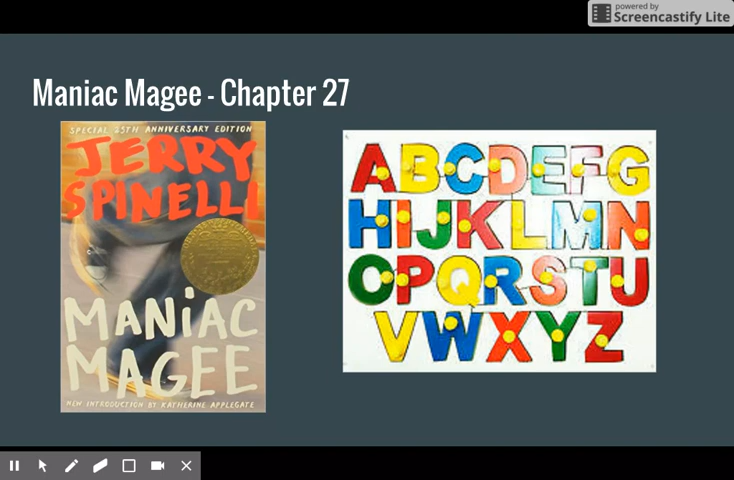 powered by
Screencastify Lite
Maniac Magee - Chapter 27
SPECIAL 25TH ANNIVERSARY EDITION
JERRY
SPINELLI
MANiAC
MAGEE
NEW INTRODUCTION BY KATHERINE APPLEGATE
ABCDEFG
HIJKLMN
OPQRSTU
VWXYZ